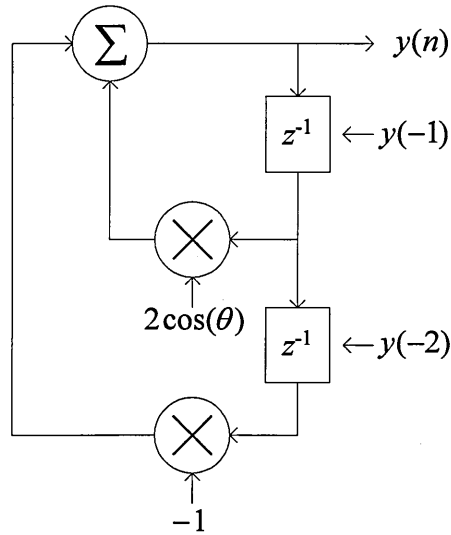 Σ
y(n)
z⁻¹
y(−1)
2cos(θ)
z⁻¹
y(−2)
−1